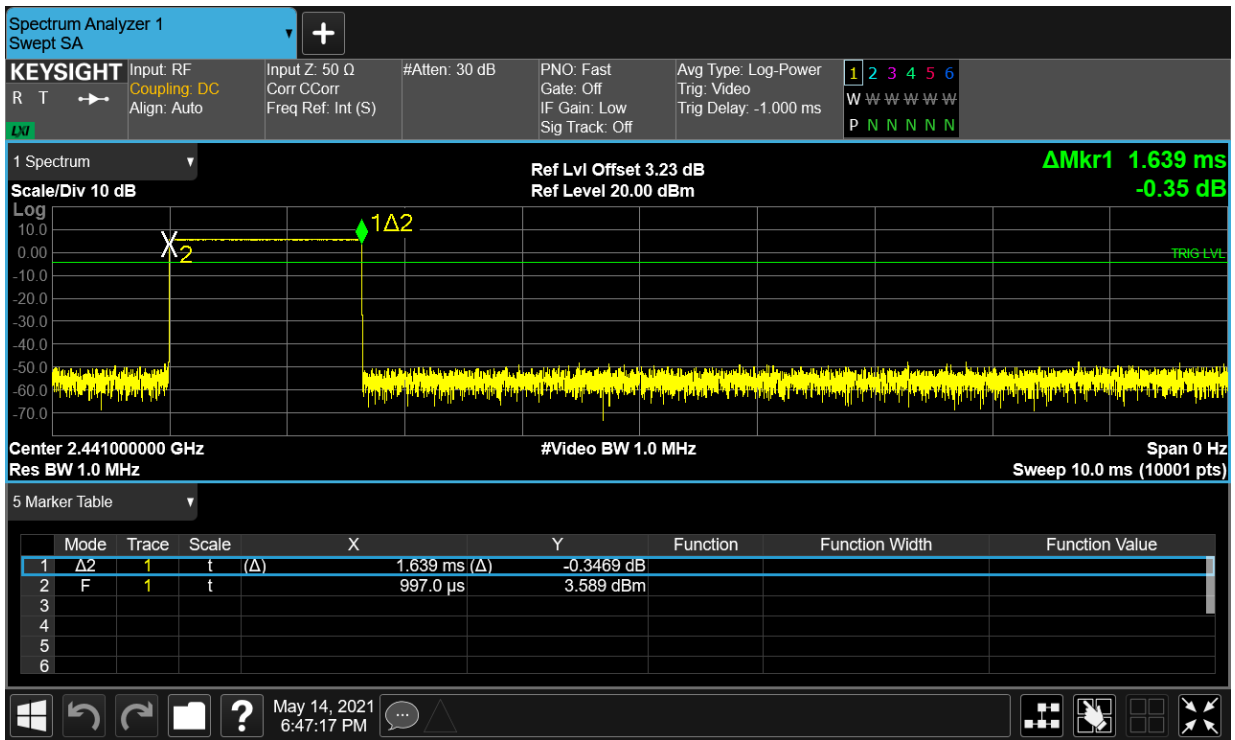 Spectrum Analyzer 1
Swept SA
KEYSIGHT
R T
LXI
Input: RF
Coupling: DC
Align: Auto
Input Z: 50 Ω
Corr CCorr
Freq Ref: Int (S)
#Atten: 30 dB
PNO: Fast
Gate: Off
IF Gain: Low
Sig Track: Off
Avg Type: Log-Power
Trig: Video
Trig Delay: -1.000 ms
1 2 3 4 5 6
W W W W W W
P N N N N N
1 Spectrum
Scale/Div 10 dB
Ref Lvl Offset 3.23 dB
Ref Level 20.00 dBm
ΔMkr1 1.639 ms
-0.35 dB
Log
10.0
0.00
-10.0
-20.0
-30.0
-40.0
-50.0
-60.0
-70.0
2
1Δ2
TRIG LVL
Center 2.441000000 GHz
Res BW 1.0 MHz
#Video BW 1.0 MHz
Span 0 Hz
Sweep 10.0 ms (10001 pts)
5 Marker Table
Mode Trace Scale X Y Function Function Width Function Value
1 Δ2 1 t (Δ) 1.639 ms (Δ) -0.3469 dB
2 F 1 t 997.0 µs 3.589 dBm
3
4
5
6
?
May 14, 2021
6:47:17 PM